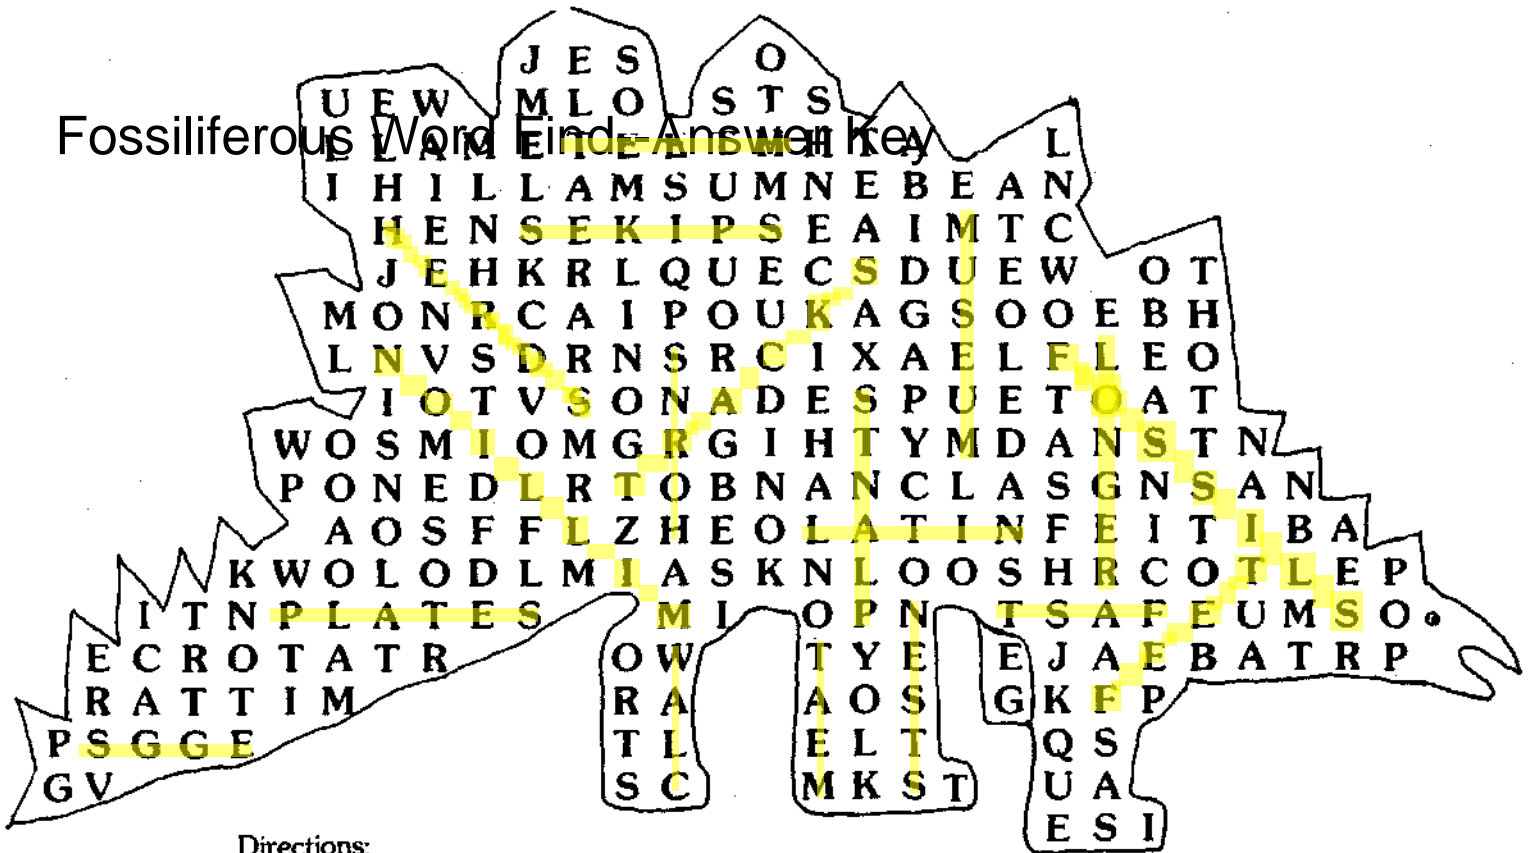 J E S O
U E W M L O S T S
Fossiliferous Word Find--Answer Key
L L A M E T E E T M H T A L
I H I L L A M S U M N E B E A N
H E N S E K I P S E A I M T C
J E H K R L Q U E C S D U E W O T
M O N R C A I P O U K A G S O O E B H
L N V S D R N S R C I X A E L F L E O
I O T V S O N A D E S P U E T O A T
W O S M I O M G R G I H T Y M D A N S T N
P O N E D L R T O B N A N C L A S G N S A N
A O S F F L Z H E O L A T I N F E I T I B A
K W O L O D L M I A S K N L O O S H R C O T L E P
I T N P L A T E S M I O P N T S A F E U M S O
E C R O T A T R O W T Y E E J A E B A T R P
R A T T I M R A A O S G K F P
P S G G E T L E L T Q S
G V S C M K S T U A
E S I
Directions: